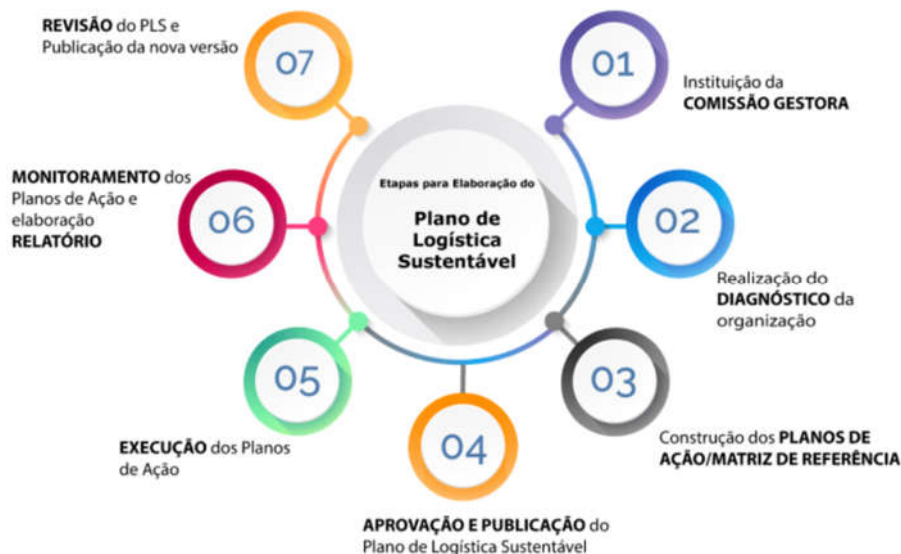 Etapas para Elaboração do
Plano de
Logística
Sustentável
01
Instituição da
COMISSÃO GESTORA
02
Realização do
DIAGNÓSTICO da
organização
03
Construção dos PLANOS DE
AÇÃO/MATRIZ DE REFERÊNCIA
04
APROVAÇÃO E PUBLICAÇÃO do
Plano de Logística Sustentável
05
EXECUÇÃO dos Planos
de Ação
06
MONITORAMENTO dos
Planos de Ação e
elaboração
RELATÓRIO
07
REVISÃO do PLS e
Publicação da nova versão